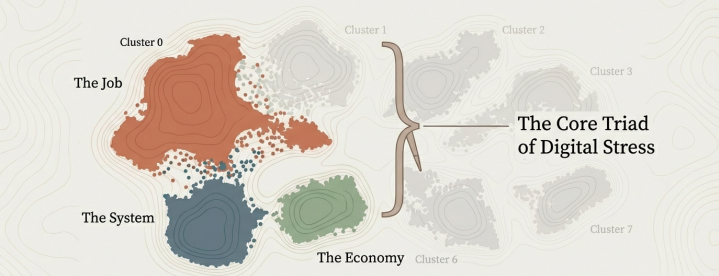 Cluster 0
Cluster 1
Cluster 2
Cluster 3
The Job
The Core Triad
of Digital Stress
The System
Cluster 7
The Economy
Cluster 6